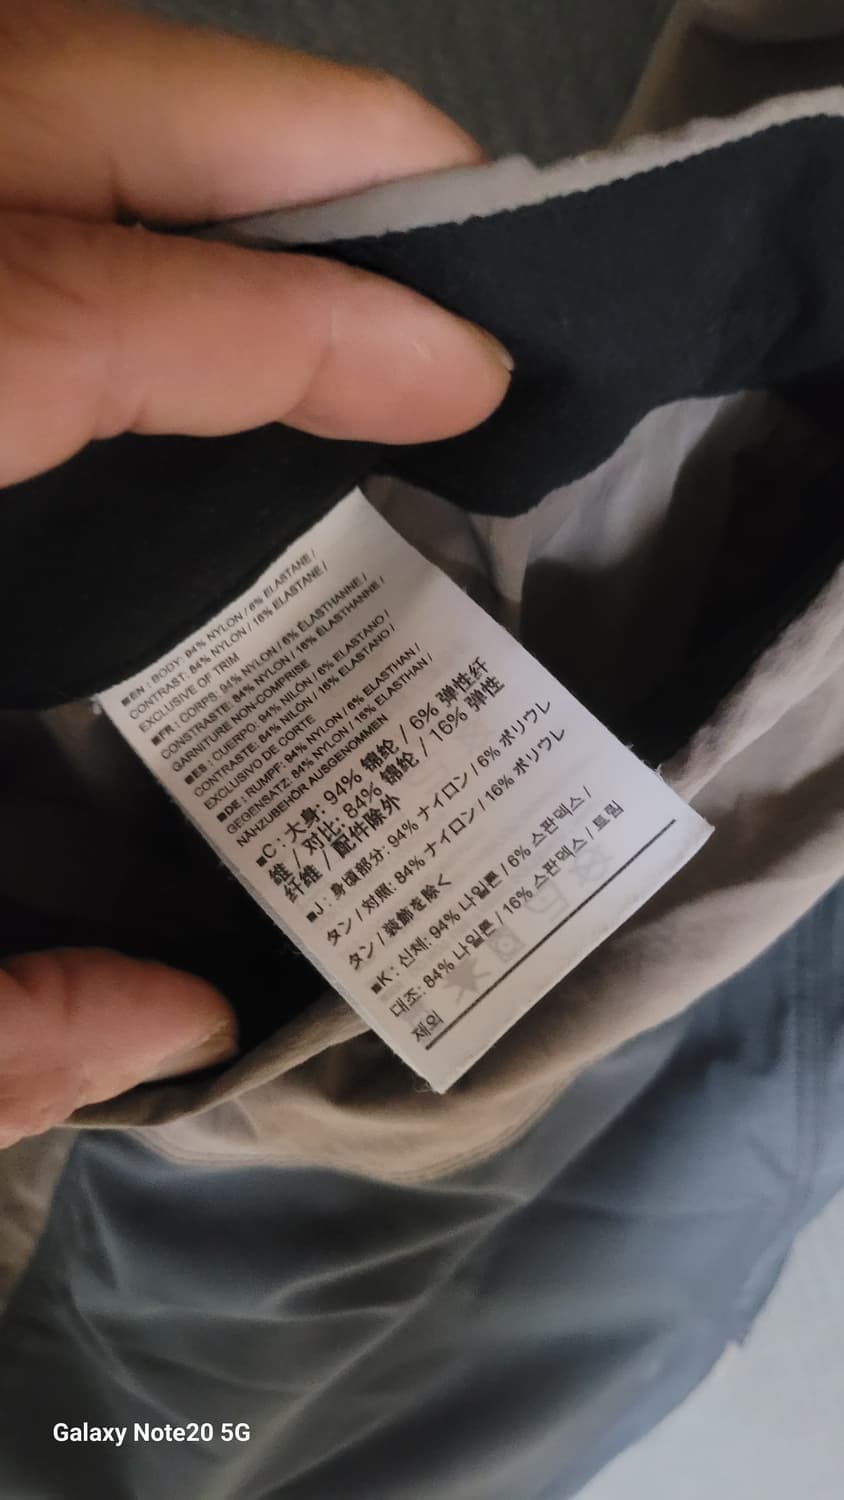 ■EN : BODY: 94% NYLON / 6% ELASTANE /
CONTRAST: 84% NYLON / 16% ELASTANE /
EXCLUSIVE OF TRIM
■FR : CORPS: 94% NYLON / 6% ÉLASTHANNE /
CONSTRASTE: 84% NYLON / 16% ÉLASTHANNE /
GARNITURE NON-COMPRISE
■ES : CUERPO: 94% NILÓN / 6% ELASTANO /
CONTRASTE: 84% NILÓN / 16% ELASTANO /
EXCLUSIVO DE CORTE
■DE : RUMPF: 94% NYLON / 6% ELASTHAN /
GEGENSATZ: 84% NYLON / 16% ELASTHAN /
NÄHZUBEHÖR AUSGENOMMEN
■C : 大身: 94% 锦纶 / 6% 弹性纤
维 / 对比: 84% 锦纶 / 16% 弹性
纤维 / 配件除外
■J : 身頃部分: 94% ナイロン / 6% ポリウレ
タン / 対照: 84% ナイロン / 16% ポリウレ
タン / 装飾を除く
■K : 신체: 94% 나일론 / 6% 스판덱스 /
대조: 84% 나일론 / 16% 스판덱스 / 트림
제외
Galaxy Note20 5G